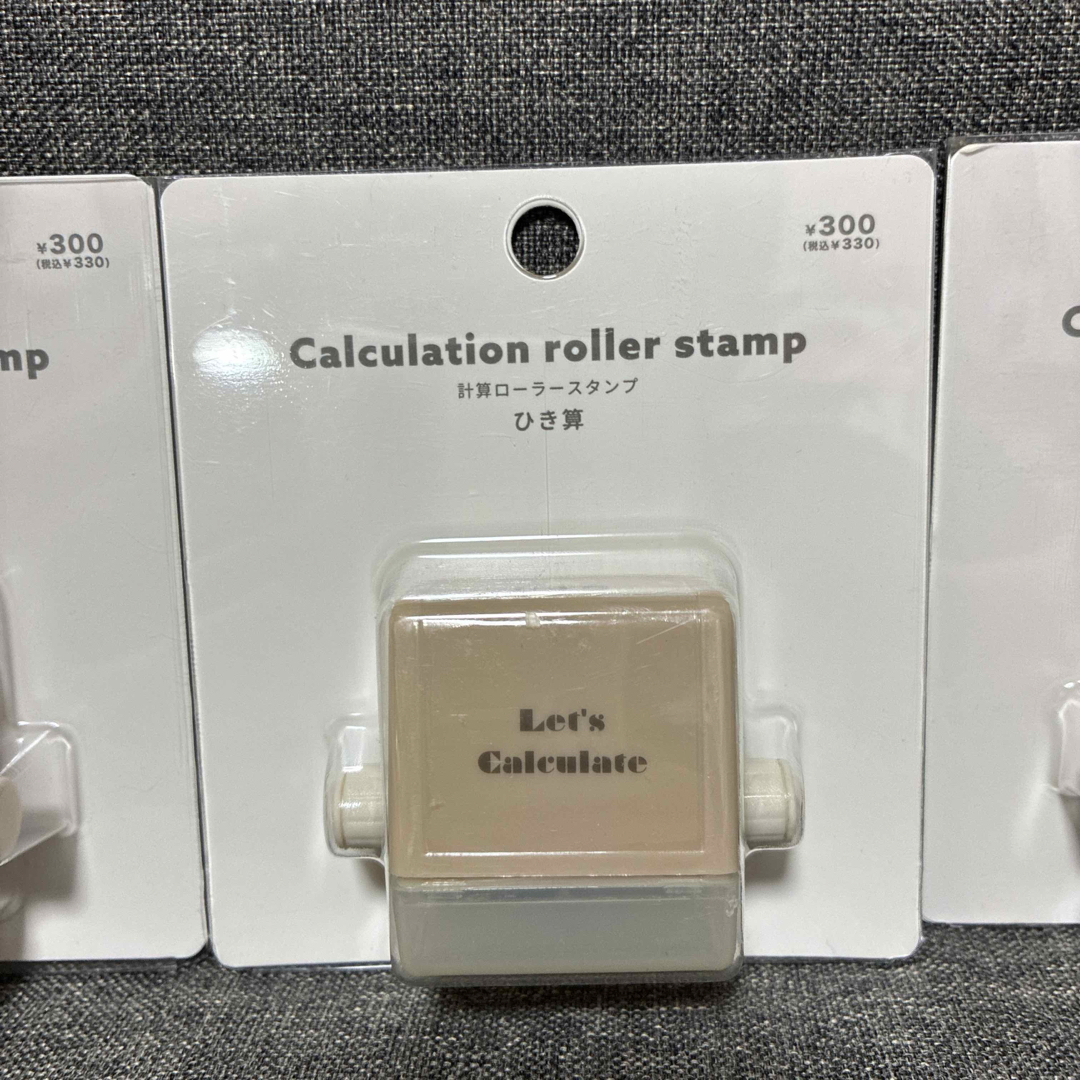 ¥300
(税込¥330)
mp
¥300
(税込¥330)
Calculation roller stamp
計算ローラースタンプ
ひき算
Let's
Calculate
C